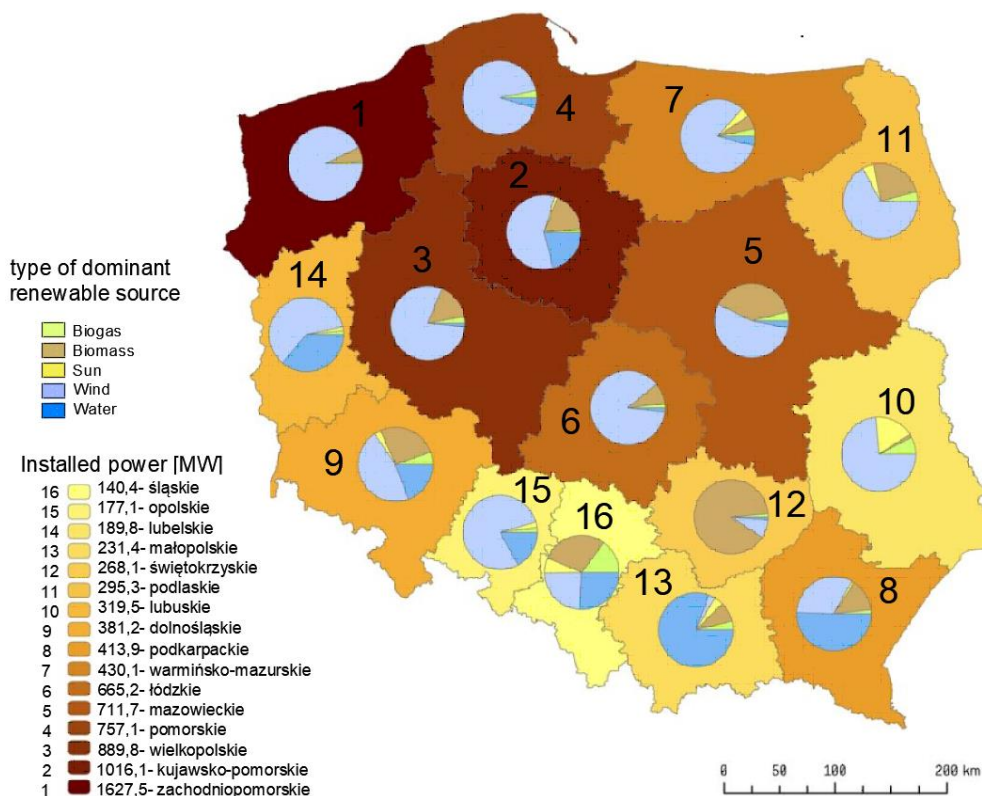 1
4
7
11
2
3
5
14
6
10
9
15
16
12
13
8
type of dominant
renewable source
Biogas
Biomass
Sun
Wind
Water
Installed power [MW]
16 140,4- śląskie
15 177,1- opolskie
14 189,8- lubelskie
13 231,4- małopolskie
12 268,1- świętokrzyskie
11 295,3- podlaskie
10 319,5- lubuskie
9 381,2- dolnośląskie
8 413,9- podkarpackie
7 430,1- warmińsko-mazurskie
6 665,2- łódzkie
5 711,7- mazowieckie
4 757,1- pomorskie
3 889,8- wielkopolskie
2 1016,1- kujawsko-pomorskie
1 1627,5- zachodniopomorskie
0 50 100 200 km